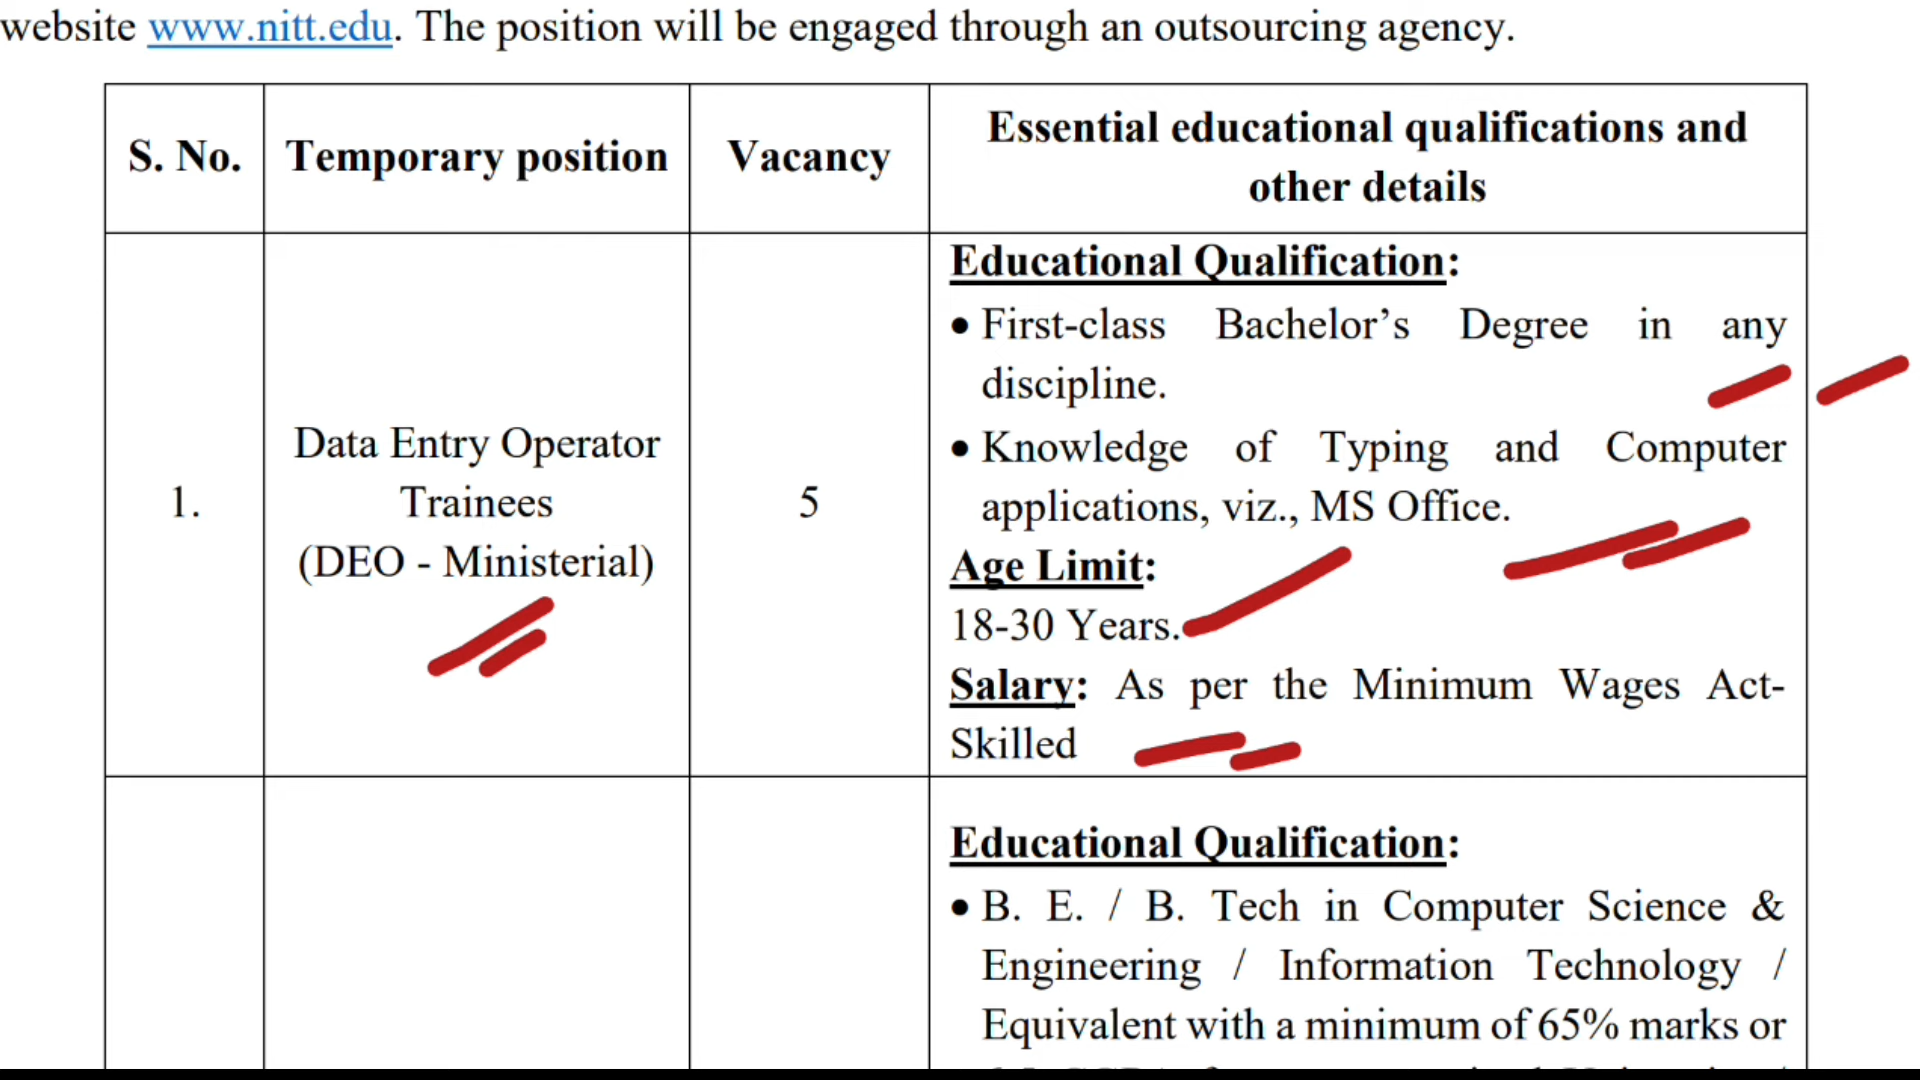 website www.nitt.edu. The position will be engaged through an outsourcing agency.
S. No.
Temporary position
Vacancy
Essential educational qualifications and
other details
1.
Data Entry Operator
Trainees
(DEO - Ministerial)
5
Educational Qualification:
• First-class Bachelor’s Degree in any
discipline.
• Knowledge of Typing and Computer
applications, viz., MS Office.
Age Limit:
18-30 Years.
Salary: As per the Minimum Wages Act-
Skilled
Educational Qualification:
• B. E. / B. Tech in Computer Science &
Engineering / Information Technology /
Equivalent with a minimum of 65% marks or